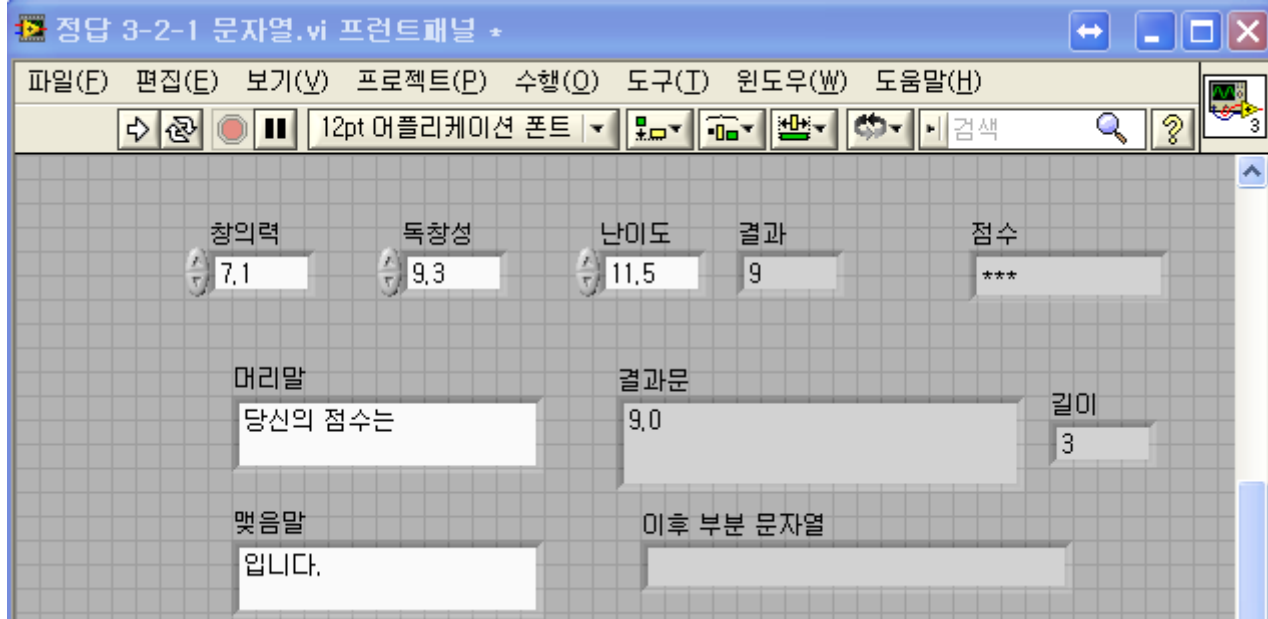 정답 3-2-1 문자열.vi 프런트패널 *
파일(F) 편집(E) 보기(V) 프로젝트(P) 수행(O) 도구(T) 윈도우(W) 도움말(H)
12pt 어플리케이션 폰트 검색 ? 3
창의력 독창성 난이도 결과 점수
7.1 9.3 11.5 9 ***
머리말 결과문 길이
당신의 점수는 9.0 3
맺음말 이후 부분 문자열
입니다.